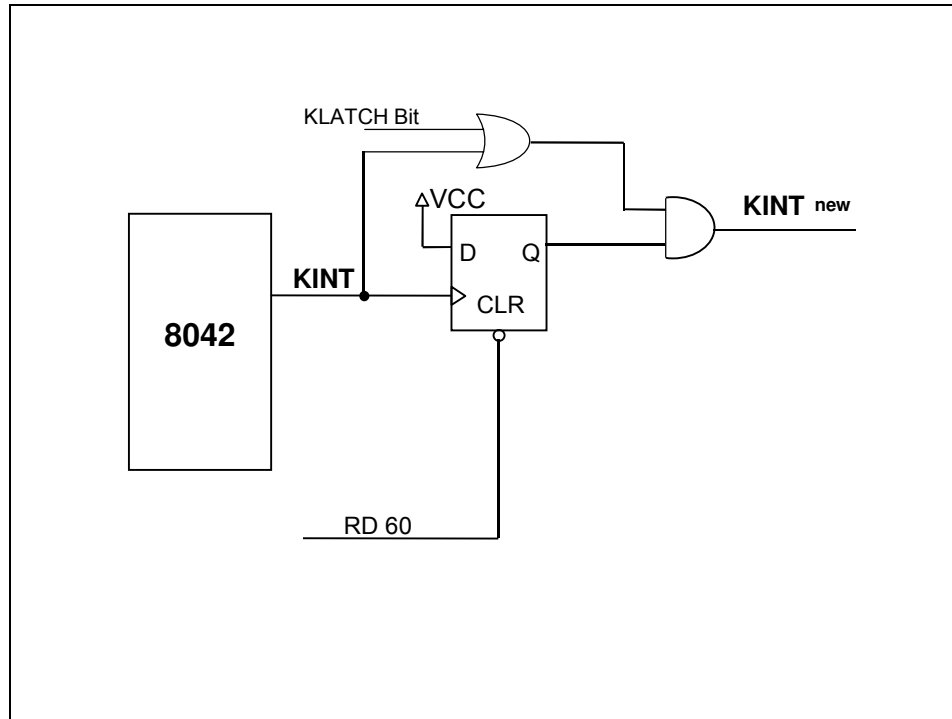 KLATCH Bit
VCC
KINT new
D Q
KINT
CLR
8042
RD 60